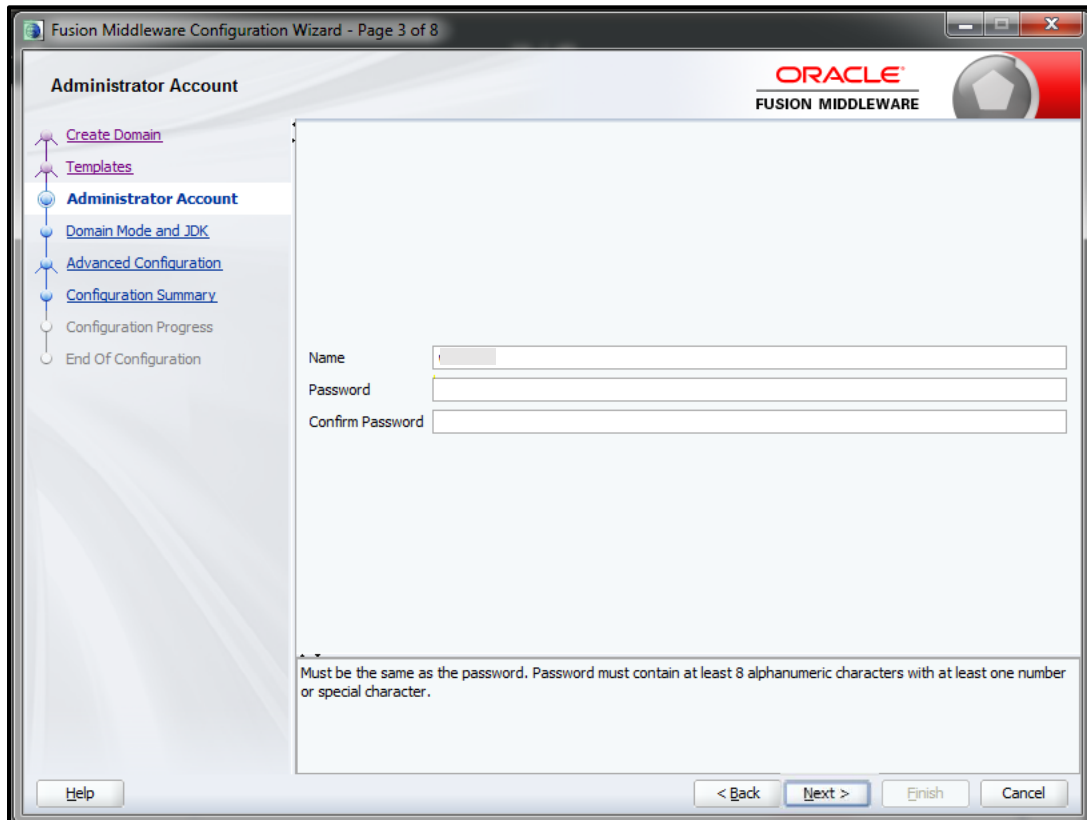 Fusion Middleware Configuration Wizard - Page 3 of 8
Administrator Account
ORACLE
FUSION MIDDLEWARE
Create Domain
Templates
Administrator Account
Domain Mode and JDK
Advanced Configuration
Configuration Summary
Configuration Progress
End Of Configuration
Name
Password
Confirm Password
Must be the same as the password. Password must contain at least 8 alphanumeric characters with at least one number
or special character.
Help
< Back
Next >
Finish
Cancel